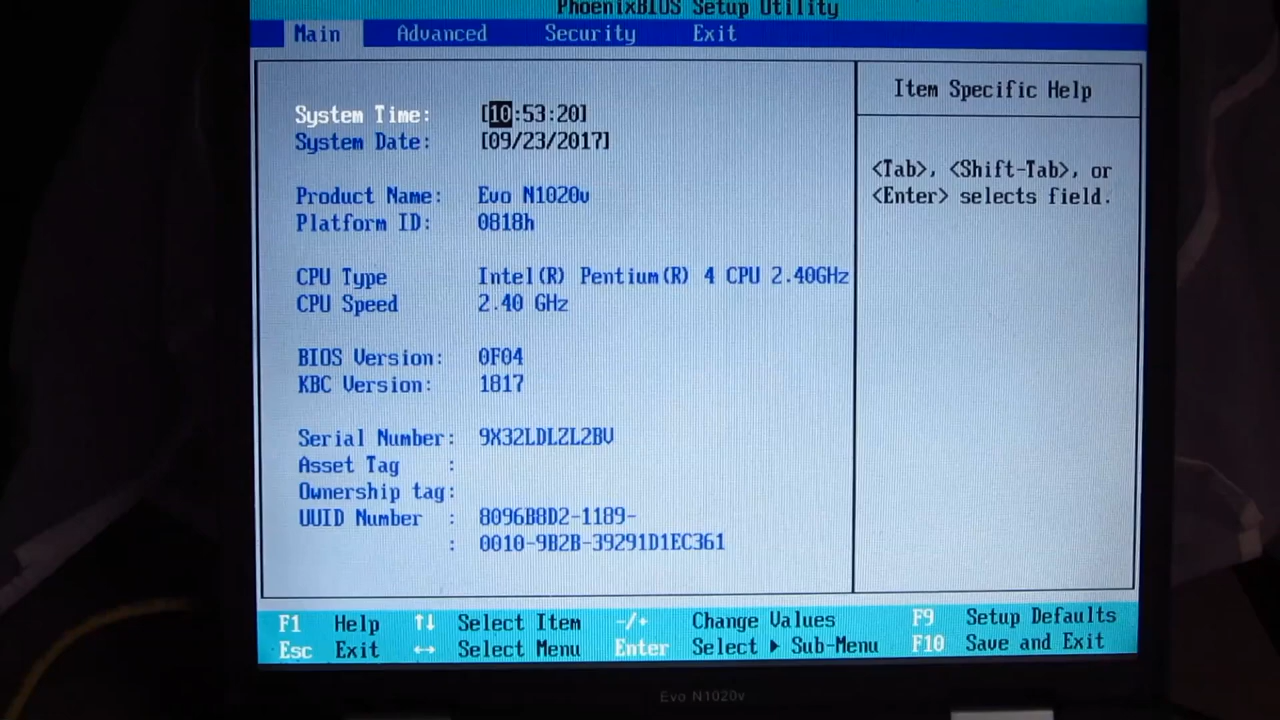 PhoenixBIOS Setup Utility
Main Advanced Security Exit
Item Specific Help
System Time: [10:53:20]
System Date: [09/23/2017]
<Tab>, <Shift-Tab>, or
<Enter> selects field.
Product Name: Evo N1020v
Platform ID: 0818h
CPU Type Intel(R) Pentium(R) 4 CPU 2.40GHz
CPU Speed 2.40 GHz
BIOS Version: 0F04
KBC Version: 1817
Serial Number: 9X32LDLZL2BV
Asset Tag :
Ownership tag:
UUID Number : 8096B8D2-1189-
: 0010-9B2B-39291D1EC361
F1 Help ↑↓ Select Item -/+ Change Values F9 Setup Defaults
Esc Exit ↔ Select Menu Enter Select ▶ Sub-Menu F10 Save and Exit
Evo N1020v